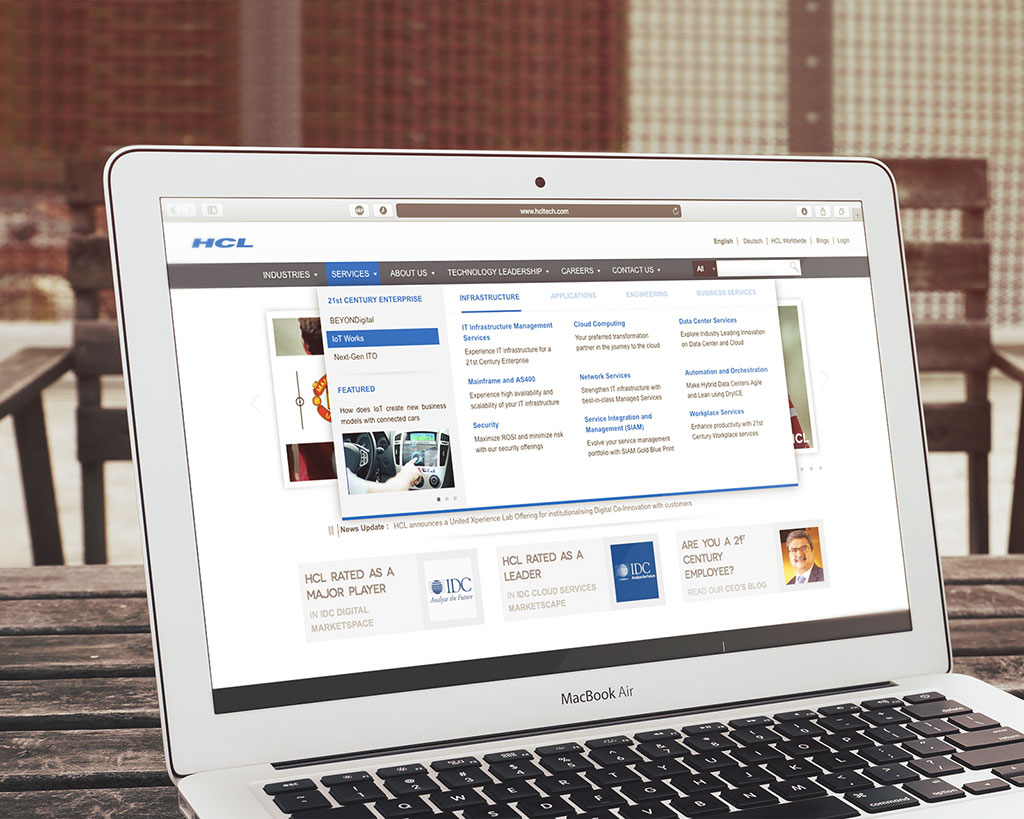 www.hcltech.com
HCL
English | Deutsch | HCL Worldwide | Blogs | Login
INDUSTRIES SERVICES ABOUT US TECHNOLOGY LEADERSHIP CAREERS CONTACT US All
21st CENTURY ENTERPRISE
BEYONDigital
IoT Works
Next-Gen ITO
FEATURED
How does IoT create new business
models with connected cars
INFRASTRUCTURE APPLICATIONS ENGINEERING BUSINESS SERVICES
IT Infrastructure Management
Services
Experience IT infrastructure for a
21st Century Enterprise
Mainframe and AS400
Experience high availability and
scalability of your IT infrastructure
Security
Maximize ROSI and minimize risk
with our security offerings
Cloud Computing
Your preferred transformation
partner in the journey to the cloud
Network Services
Strengthen IT infrastructure with
best-in-class Managed Services
Service Integration and
Management (SIAM)
Evolve your service management
portfolio with SIAM Gold Blue Print
Data Center Services
Explore Industry Leading Innovation
on Data Center and Cloud
Automation and Orchestration
Make Hybrid Data Centers Agile
and Lean using DryICE
Workplace Services
Enhance productivity with 21st
Century Workplace services
HCL
News Update : HCL announces a United Xperience Lab Offering for institutionalising Digital Co-Innovation with customers
HCL RATED AS A
MAJOR PLAYER
IN IDC DIGITAL
MARKETSPACE
IDC
Analyze the Future
HCL RATED AS A
LEADER
IN IDC CLOUD SERVICES
MARKETSCAPE
IDC
Analyze the Future
ARE YOU A 21st
CENTURY
EMPLOYEE?
READ OUR CEO'S BLOG
MacBook Air
Q W E R T Y U I O P
D F G H J K L
V B N M
command
option
return